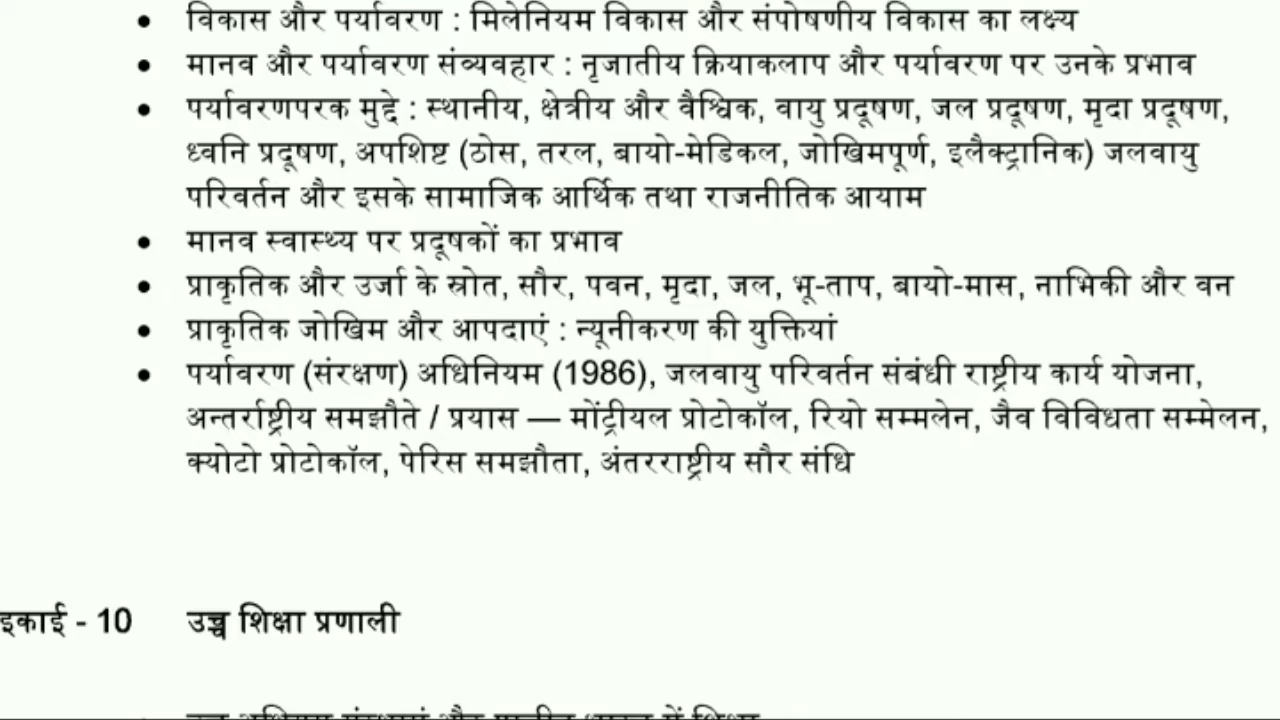 • विकास और पर्यावरण : मिलेनियम विकास और संपोषणीय विकास का लक्ष्य
• मानव और पर्यावरण संव्यवहार : नृजातीय क्रियाकलाप और पर्यावरण पर उनके प्रभाव
• पर्यावरणपरक मुद्दे : स्थानीय, क्षेत्रीय और वैश्विक, वायु प्रदूषण, जल प्रदूषण, मृदा प्रदूषण,
ध्वनि प्रदूषण, अपशिष्ट (ठोस, तरल, बायो-मेडिकल, जोखिमपूर्ण, इलैक्ट्रानिक) जलवायु
परिवर्तन और इसके सामाजिक आर्थिक तथा राजनीतिक आयाम
• मानव स्वास्थ्य पर प्रदूषकों का प्रभाव
• प्राकृतिक और उर्जा के स्रोत, सौर, पवन, मृदा, जल, भू-ताप, बायो-मास, नाभिकी और वन
• प्राकृतिक जोखिम और आपदाएं : न्यूनीकरण की युक्तियां
• पर्यावरण (संरक्षण) अधिनियम (1986), जलवायु परिवर्तन संबंधी राष्ट्रीय कार्य योजना,
अन्तर्राष्ट्रीय समझौते / प्रयास — मोंट्रीयल प्रोटोकॉल, रियो सम्मलेन, जैव विविधता सम्मेलन,
क्योटो प्रोटोकॉल, पेरिस समझौता, अंतरराष्ट्रीय सौर संधि
इकाई - 10 उच्च शिक्षा प्रणाली